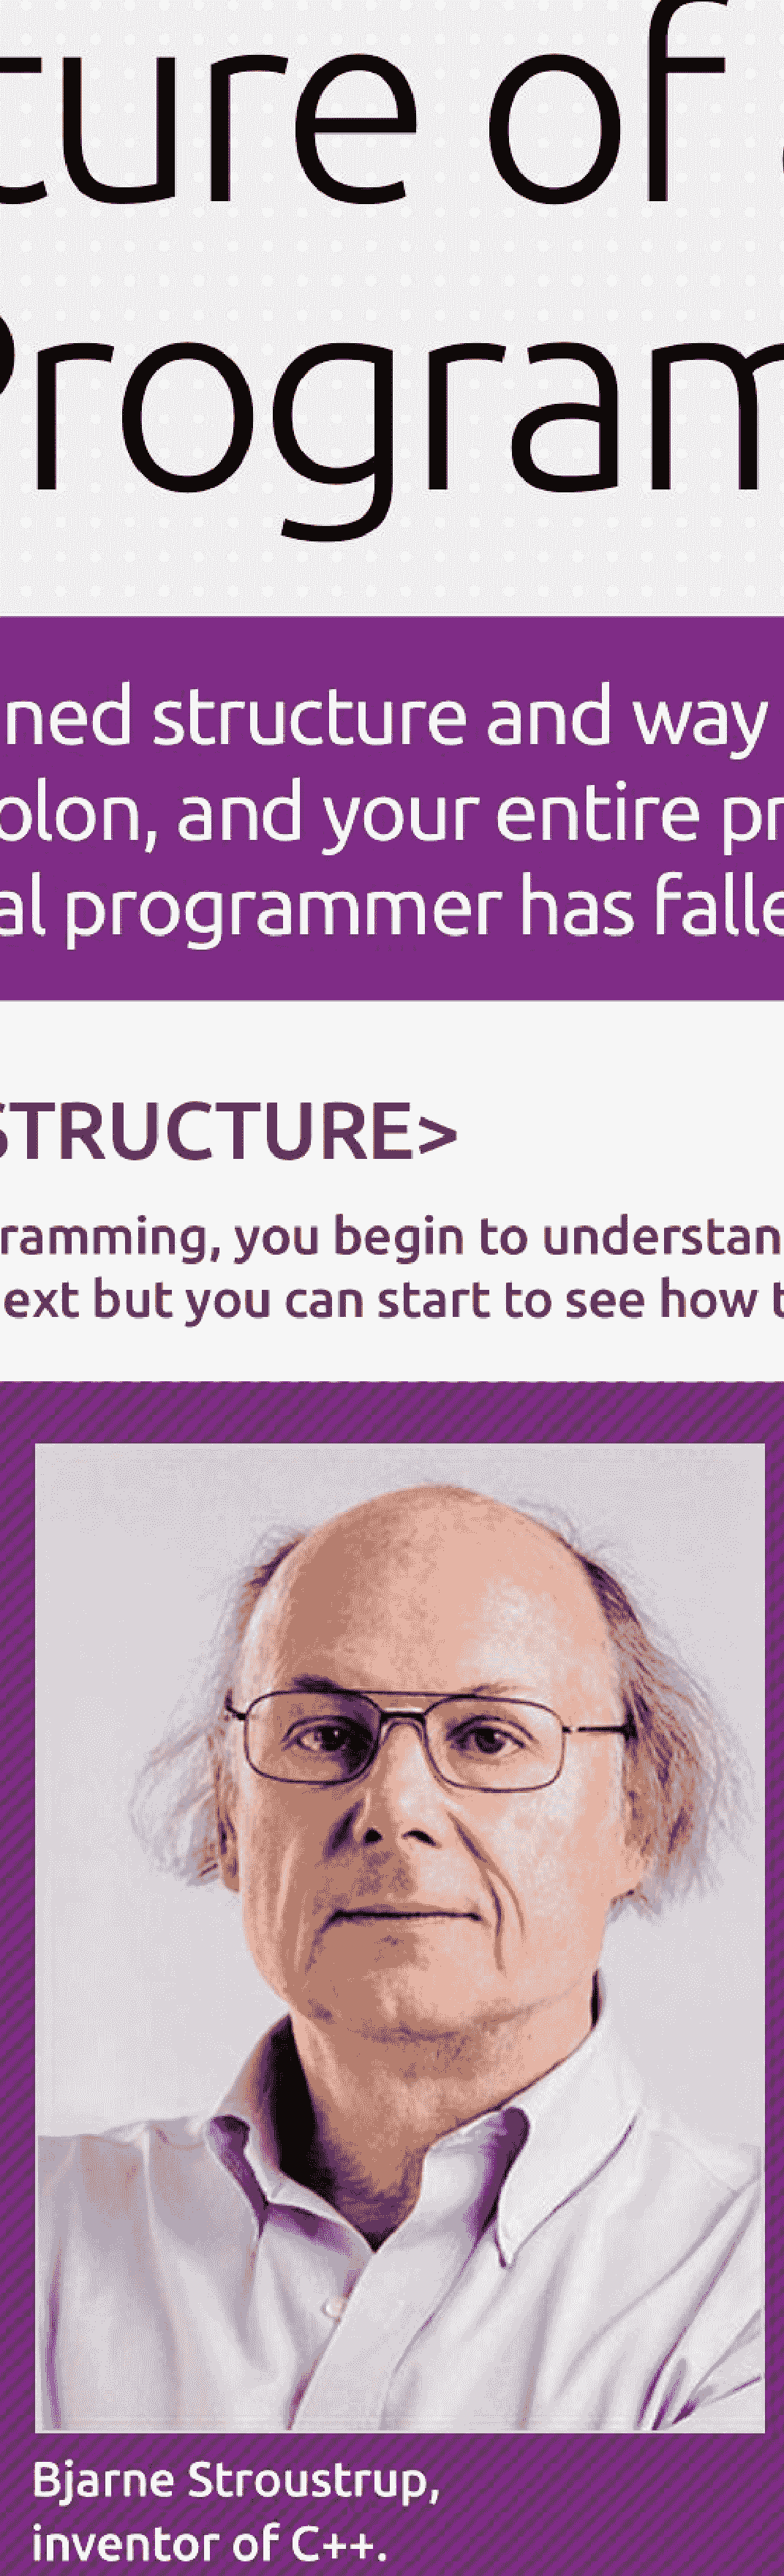 ture of
Program
ned structure and way
olon, and your entire pr
al programmer has falle
STRUCTURE>
ramming, you begin to understan
ext but you can start to see how t
Bjarne Stroustrup,
inventor of C++.